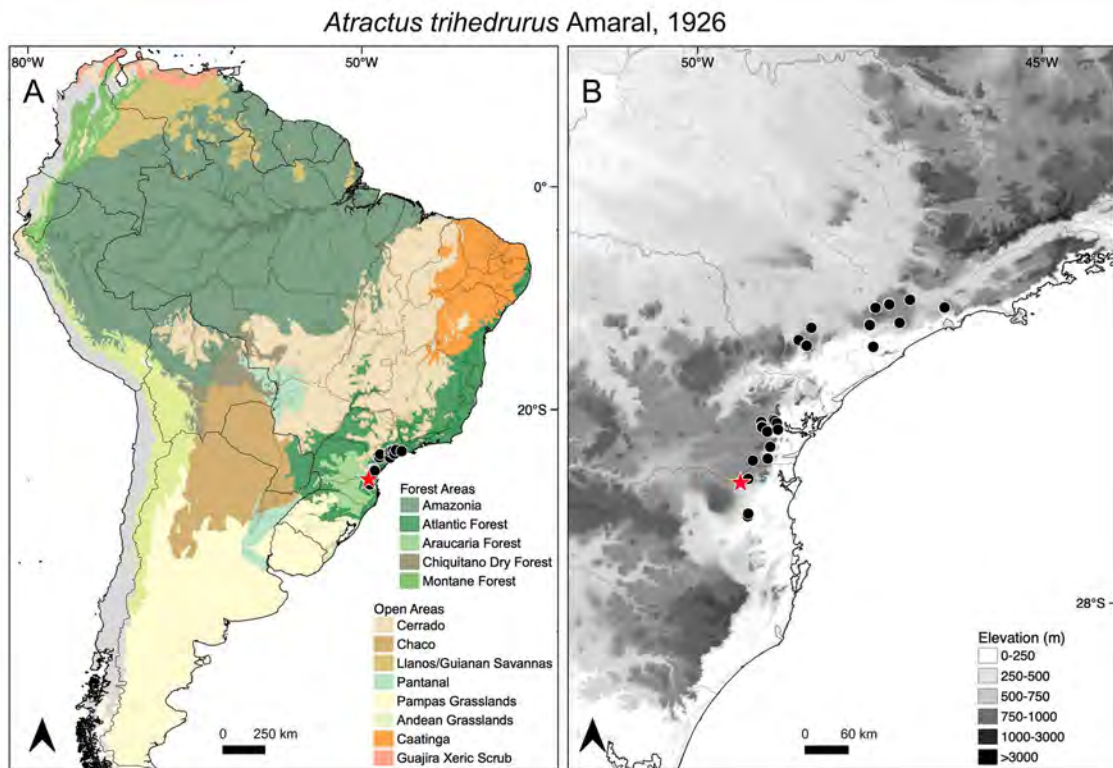 Atractus trihedrurus Amaral, 1926
80°W
50°W
A
0°
20°S
Forest Areas
Amazonia
Atlantic Forest
Araucaria Forest
Chiquitano Dry Forest
Montane Forest
Open Areas
Cerrado
Chaco
Llanos/Guianan Savannas
Pantanal
Pampas Grasslands
Andean Grasslands
Caatinga
Guajira Xeric Scrub
0 250 km
50°W
45°W
B
23°S
28°S
Elevation (m)
0-250
250-500
500-750
750-1000
1000-3000
>3000
0 60 km